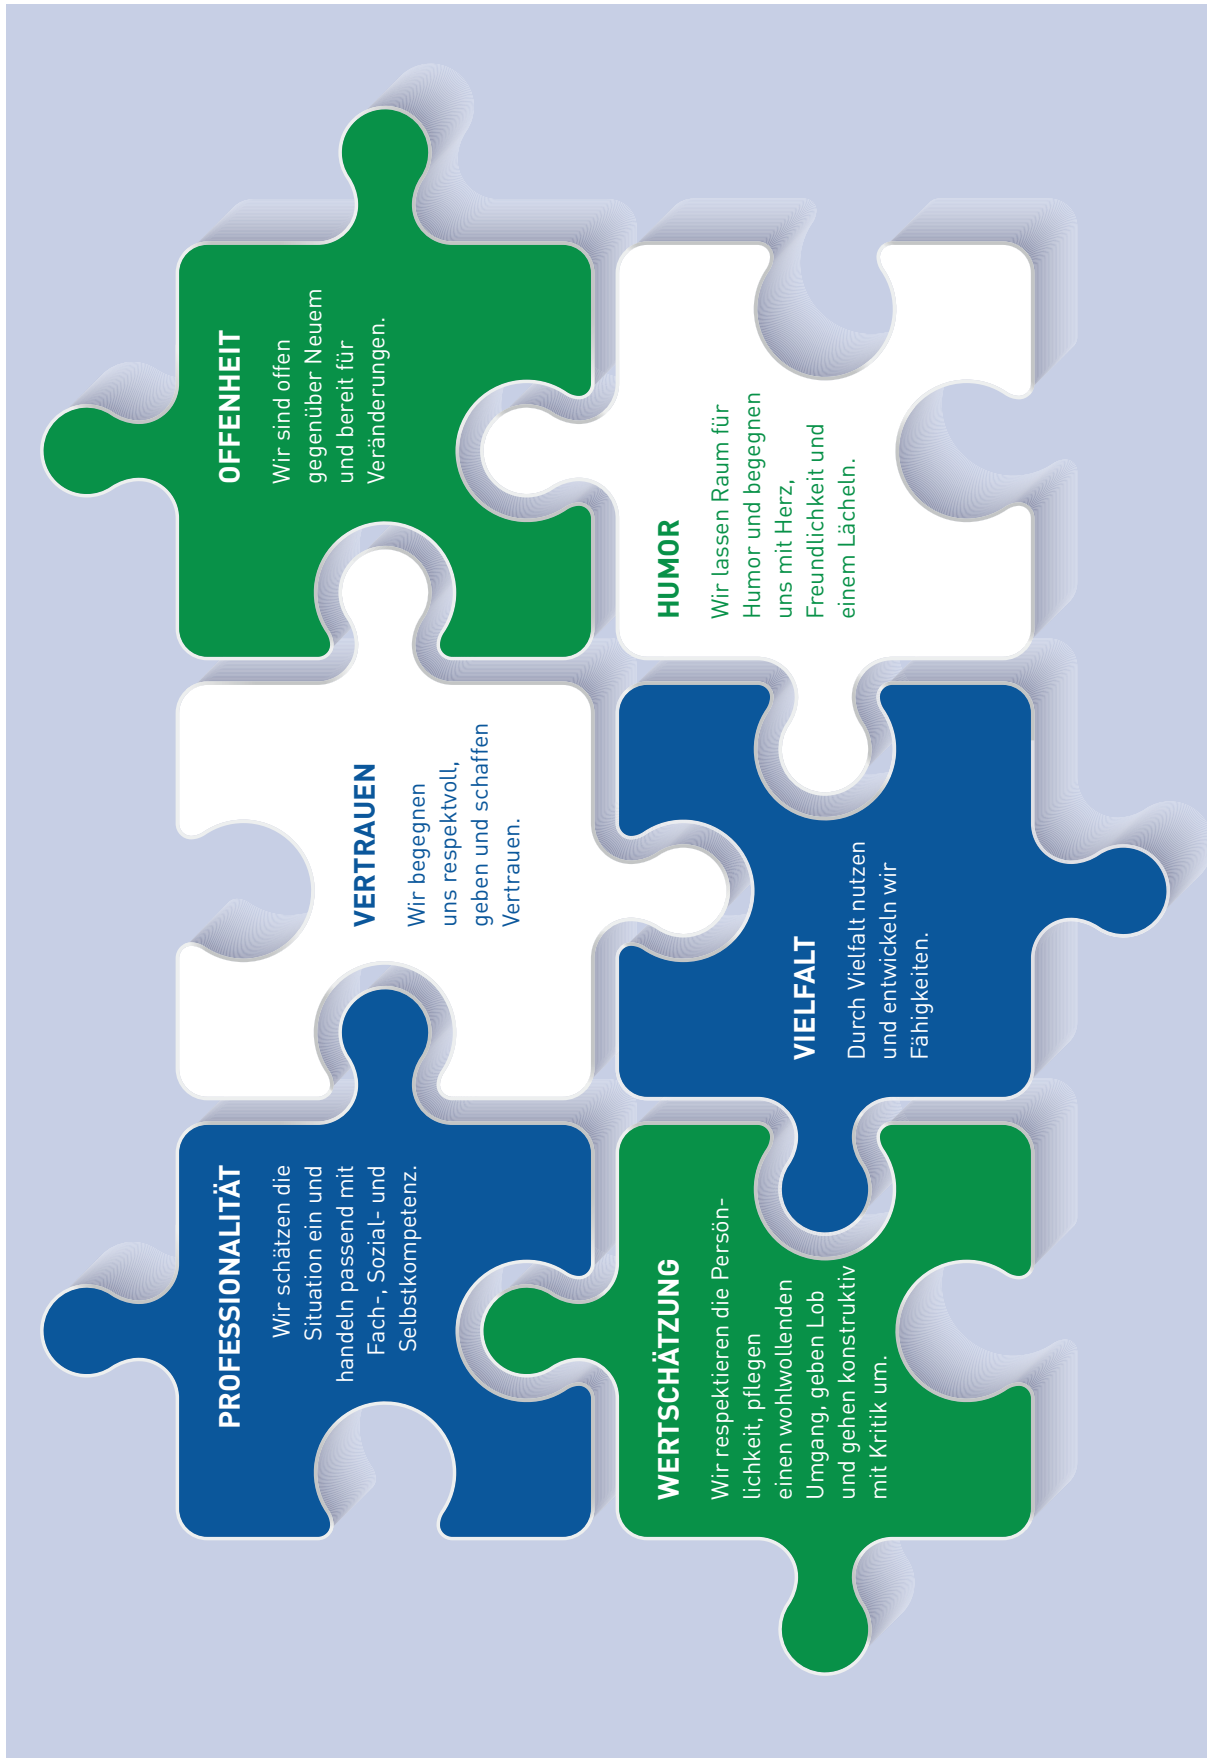 PROFESSIONALITÄT
Wir schätzen die
Situation ein und
handeln passend mit
Fach-, Sozial- und
Selbstkompetenz.
VERTRAUEN
Wir begegnen
uns respektvoll,
geben und schaffen
Vertrauen.
OFFENHEIT
Wir sind offen
gegenüber Neuem
und bereit für
Veränderungen.
WERTSCHÄTZUNG
Wir respektieren die Persön-
lichkeit, pflegen
einen wohlwollenden
Umgang, geben Lob
und gehen konstruktiv
mit Kritik um.
VIELFALT
Durch Vielfalt nutzen
und entwickeln wir
Fähigkeiten.
HUMOR
Wir lassen Raum für
Humor und begegnen
uns mit Herz,
Freundlichkeit und
einem Lächeln.